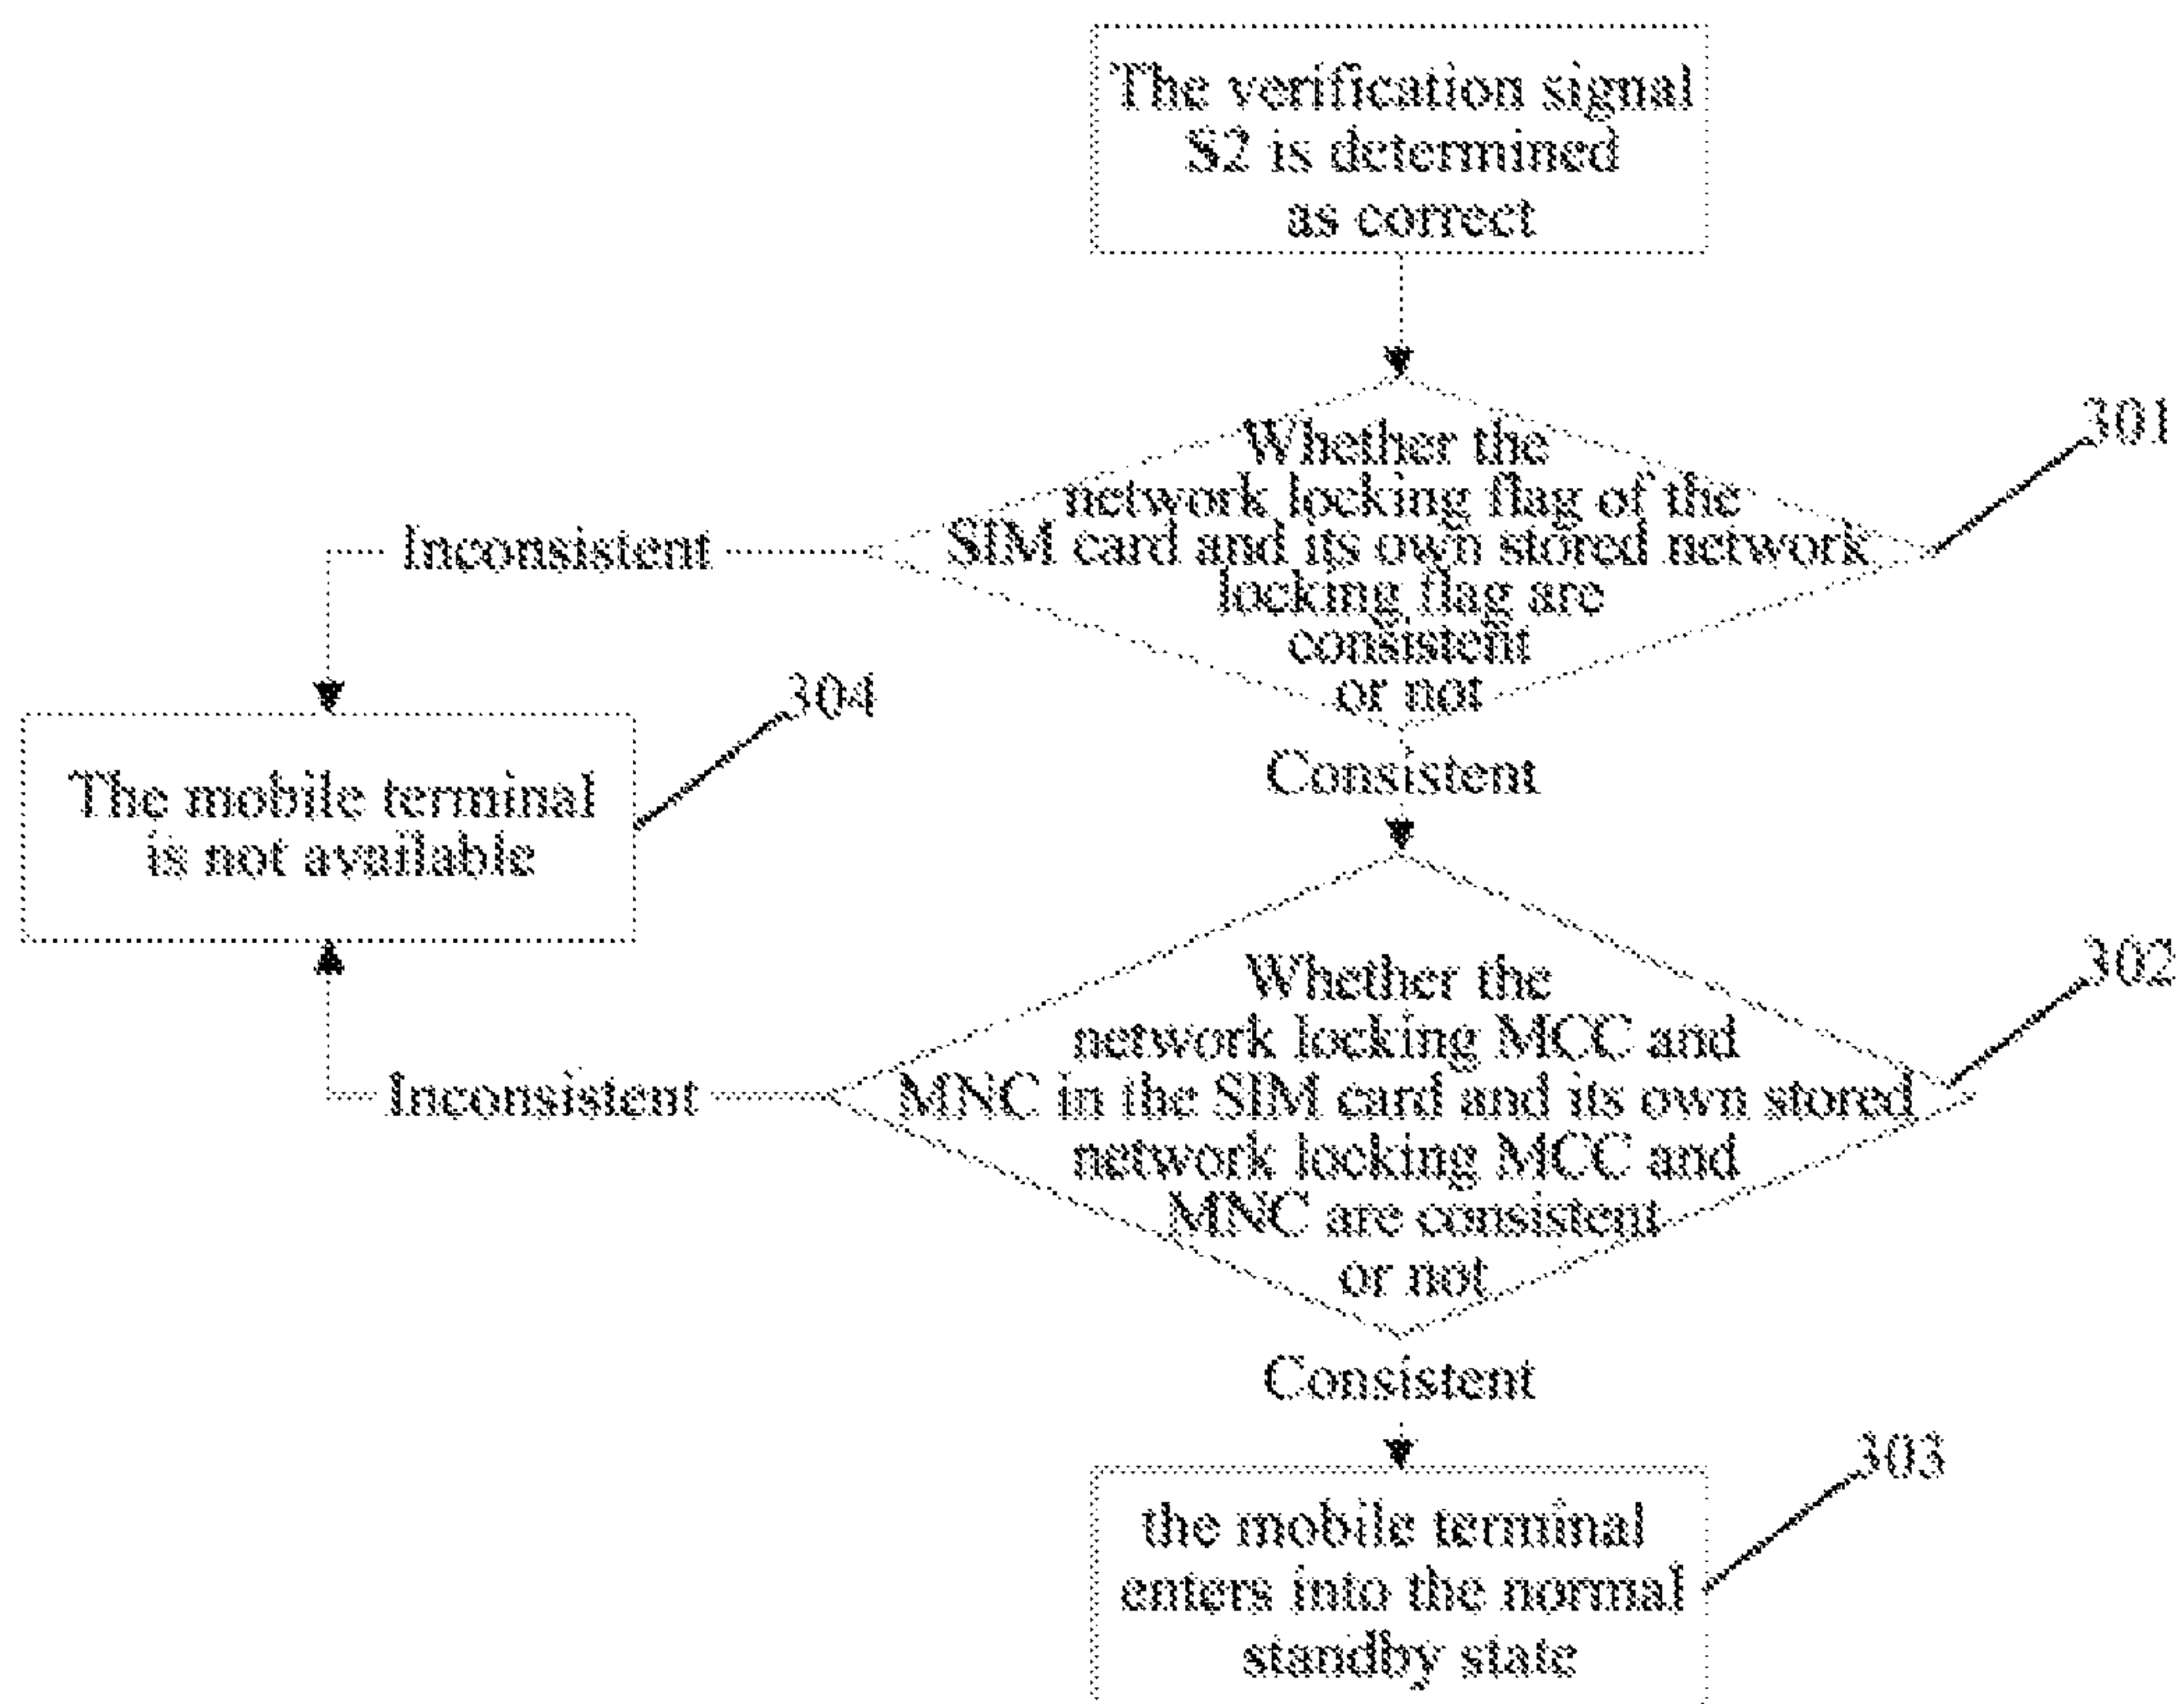 The verification signal
S2 is determined
as correct
301
Whether the
network locking flag of the
SIM card and its own stored network
locking flag are
consistent
or not
Inconsistent
304
Consistent
The mobile terminal
is not available
302
Whether the
network locking MCC and
MNC in the SIM card and its own stored
network locking MCC and
MNC are consistent
or not
Inconsistent
Consistent
303
the mobile terminal
enters into the normal
standby state